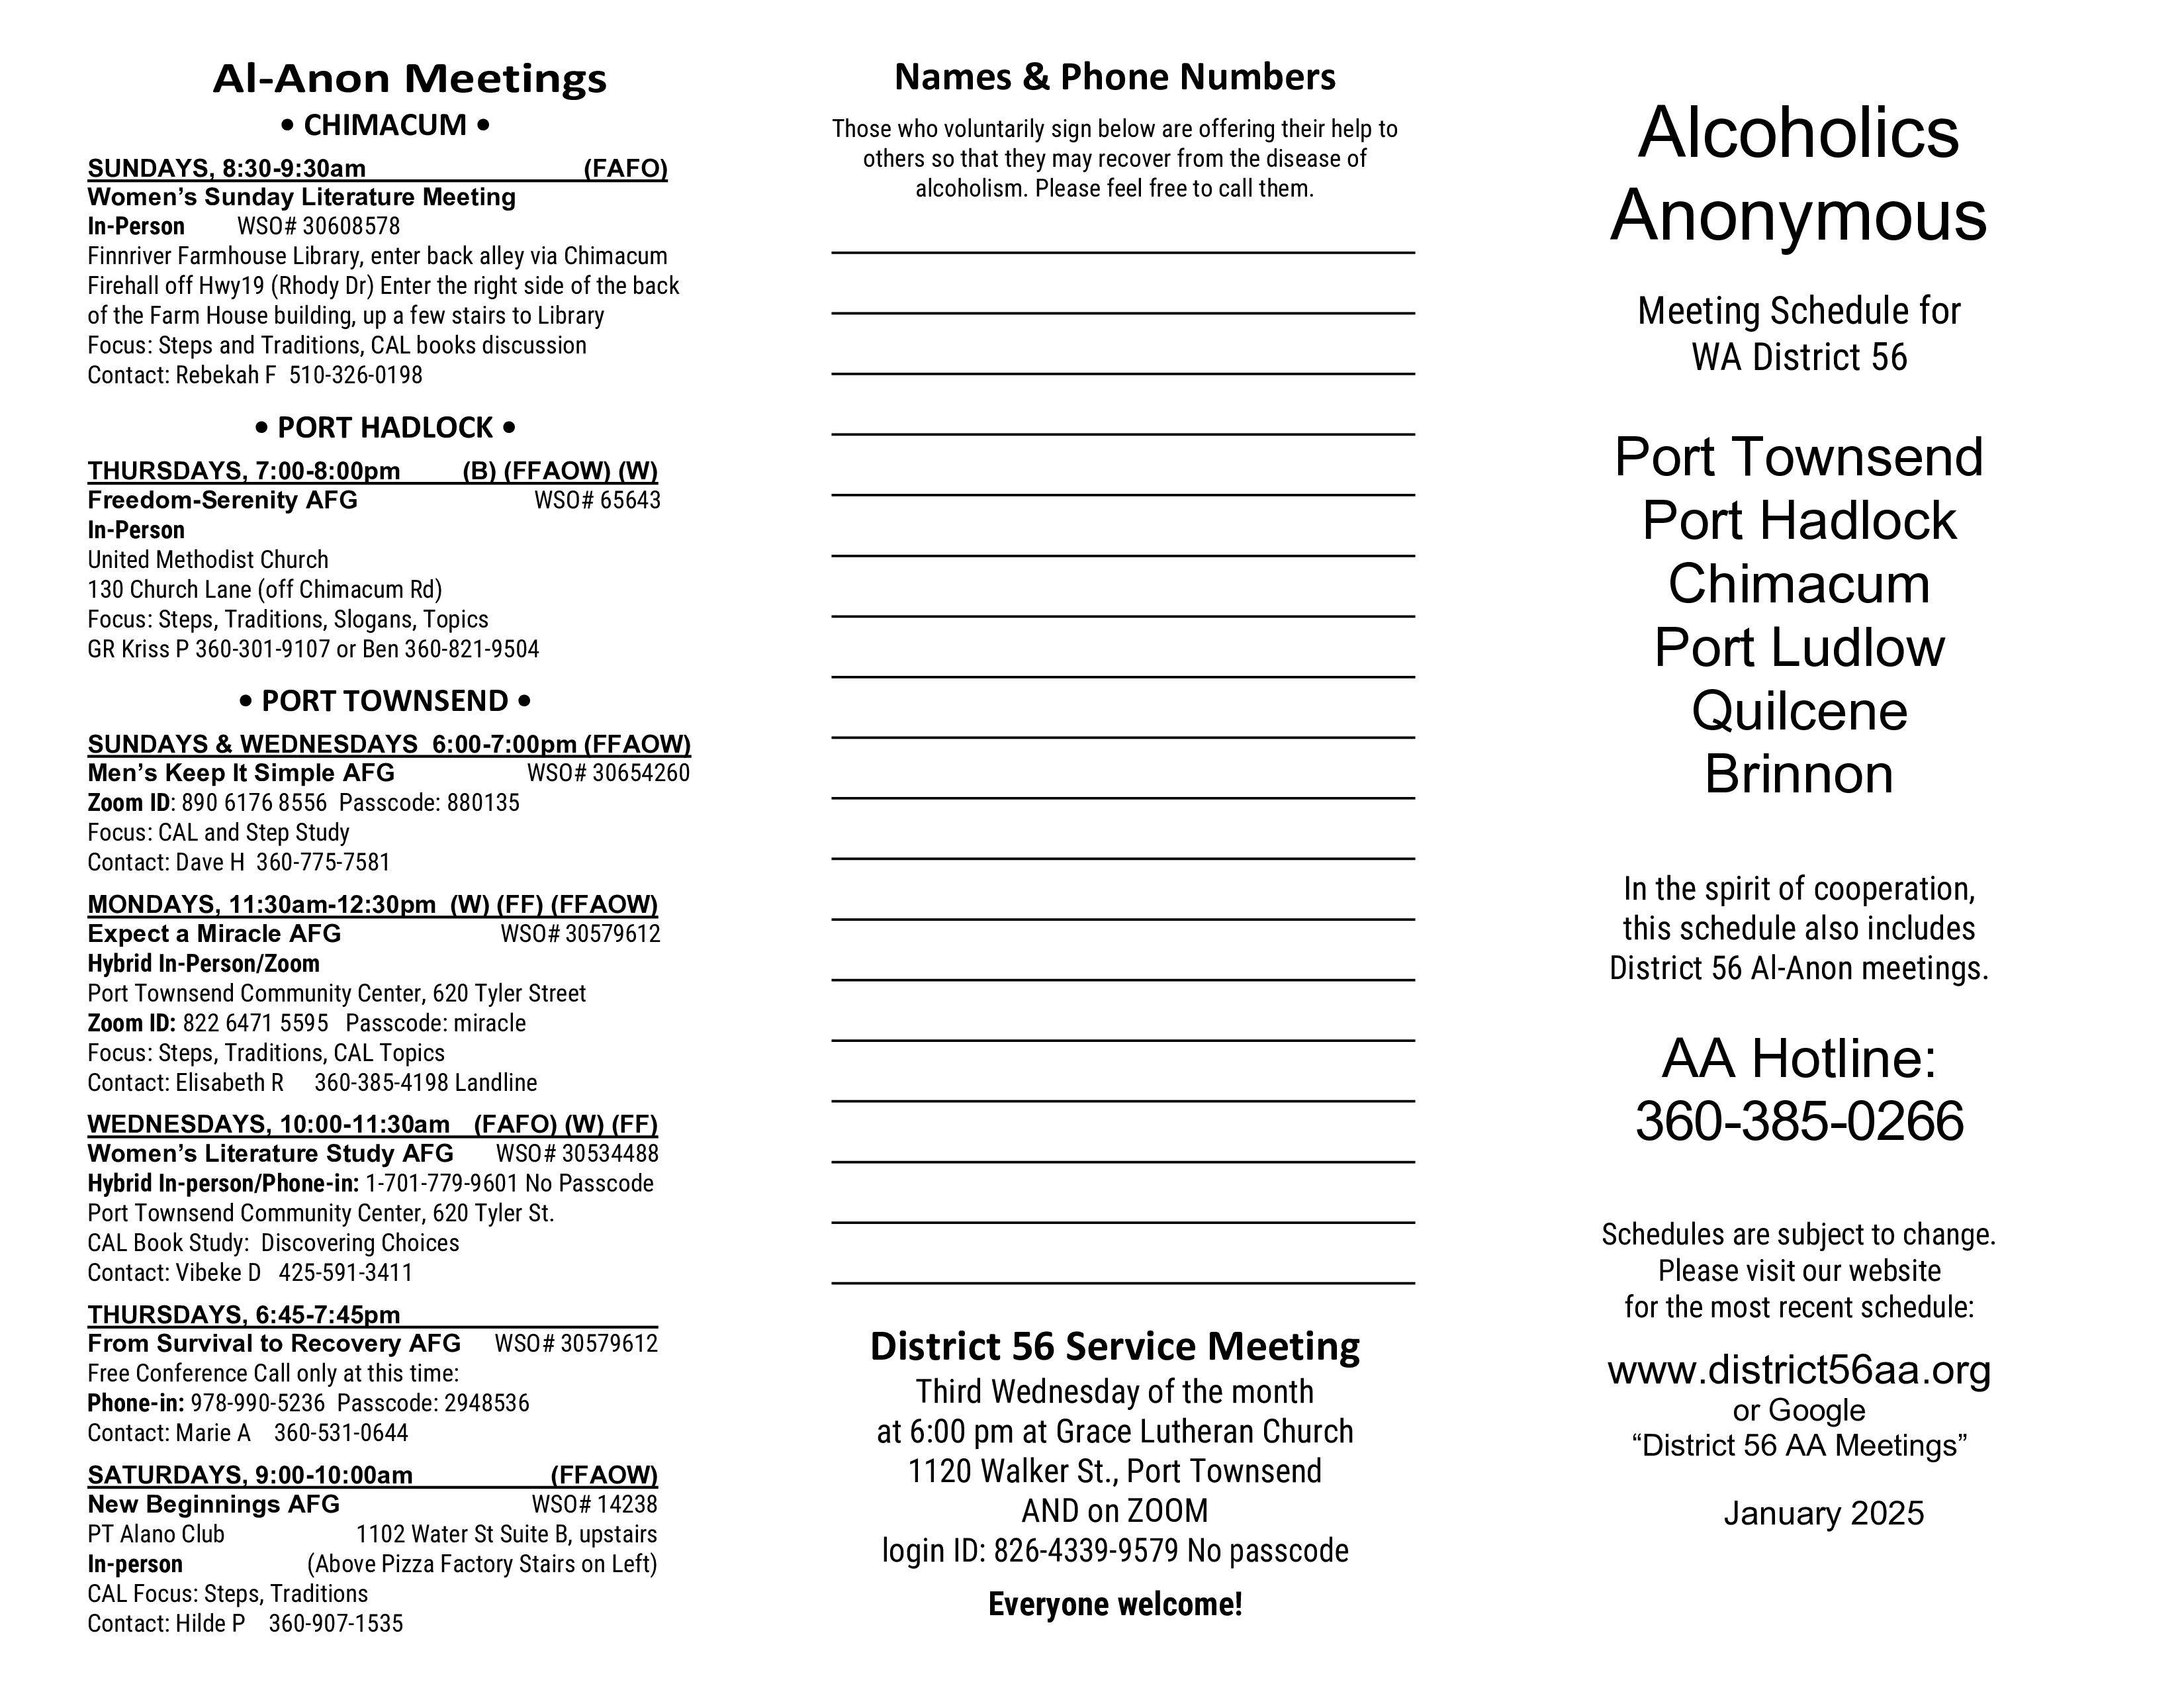 Al-Anon Meetings
• CHIMACUM •
SUNDAYS, 8:30-9:30am (FAFO)
Women's Sunday Literature Meeting
In-Person WSO# 30608578
Finnriver Farmhouse Library, enter back alley via Chimacum
Firehall off Hwy19 (Rhody Dr) Enter the right side of the back
of the Farm House building, up a few stairs to Library
Focus: Steps and Traditions, CAL books discussion
Contact: Rebekah F 510-326-0198
• PORT HADLOCK •
THURSDAYS, 7:00-8:00pm (B) (FFAOW) (W)
Freedom-Serenity AFG WSO# 65643
In-Person
United Methodist Church
130 Church Lane (off Chimacum Rd)
Focus: Steps, Traditions, Slogans, Topics
GR Kriss P 360-301-9107 or Ben 360-821-9504
• PORT TOWNSEND •
SUNDAYS & WEDNESDAYS 6:00-7:00pm (FFAOW)
Men's Keep It Simple AFG WSO# 30654260
Zoom ID: 890 6176 8556 Passcode: 880135
Focus: CAL and Step Study
Contact: Dave H 360-775-7581
MONDAYS, 11:30am-12:30pm (W) (FF) (FFAOW)
Expect a Miracle AFG WSO# 30579612
Hybrid In-Person/Zoom
Port Townsend Community Center, 620 Tyler Street
Zoom ID: 822 6471 5595 Passcode: miracle
Focus: Steps, Traditions, CAL Topics
Contact: Elisabeth R 360-385-4198 Landline
WEDNESDAYS, 10:00-11:30am (FAFO) (W) (FF)
Women's Literature Study AFG WSO# 30534488
Hybrid In-person/Phone-in: 1-701-779-9601 No Passcode
Port Townsend Community Center, 620 Tyler St.
CAL Book Study: Discovering Choices
Contact: Vibeke D 425-591-3411
THURSDAYS, 6:45-7:45pm
From Survival to Recovery AFG WSO# 30579612
Free Conference Call only at this time:
Phone-in: 978-990-5236 Passcode: 2948536
Contact: Marie A 360-531-0644
SATURDAYS, 9:00-10:00am (FFAOW)
New Beginnings AFG WSO# 14238
PT Alano Club 1102 Water St Suite B, upstairs
In-person (Above Pizza Factory Stairs on Left)
CAL Focus: Steps, Traditions
Contact: Hilde P 360-907-1535
Names & Phone Numbers
Those who voluntarily sign below are offering their help to
others so that they may recover from the disease of
alcoholism. Please feel free to call them.
District 56 Service Meeting
Third Wednesday of the month
at 6:00 pm at Grace Lutheran Church
1120 Walker St., Port Townsend
AND on ZOOM
login ID: 826-4339-9579 No passcode
Everyone welcome!
Alcoholics
Anonymous
Meeting Schedule for
WA District 56
Port Townsend
Port Hadlock
Chimacum
Port Ludlow
Quilcene
Brinnon
In the spirit of cooperation,
this schedule also includes
District 56 Al-Anon meetings.
AA Hotline:
360-385-0266
Schedules are subject to change.
Please visit our website
for the most recent schedule:
www.district56aa.org
or Google
“District 56 AA Meetings”
January 2025